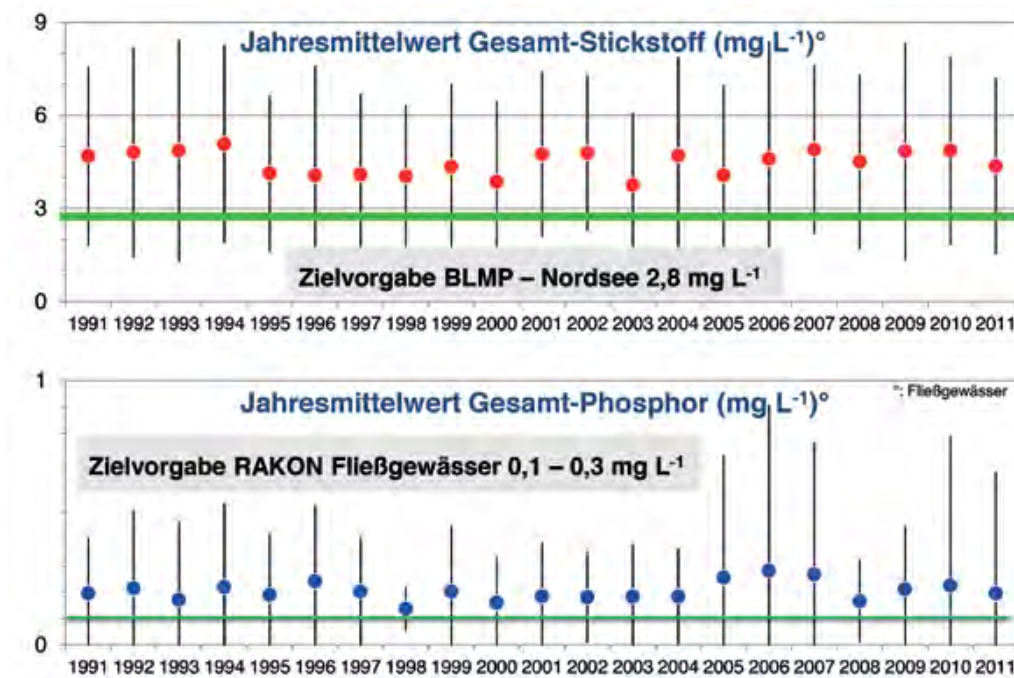 9
Jahresmittelwert Gesamt-Stickstoff (mg L-1)°
6
3
Zielvorgabe BLMP – Nordsee 2,8 mg L-1
0
1991 1992 1993 1994 1995 1996 1997 1998 1999 2000 2001 2002 2003 2004 2005 2006 2007 2008 2009 2010 2011
1
°: Fließgewässer
Jahresmittelwert Gesamt-Phosphor (mg L-1)°
Zielvorgabe RAKON Fließgewässer 0,1 – 0,3 mg L-1
0
1991 1992 1993 1994 1995 1996 1997 1998 1999 2000 2001 2002 2003 2004 2005 2006 2007 2008 2009 2010 2011